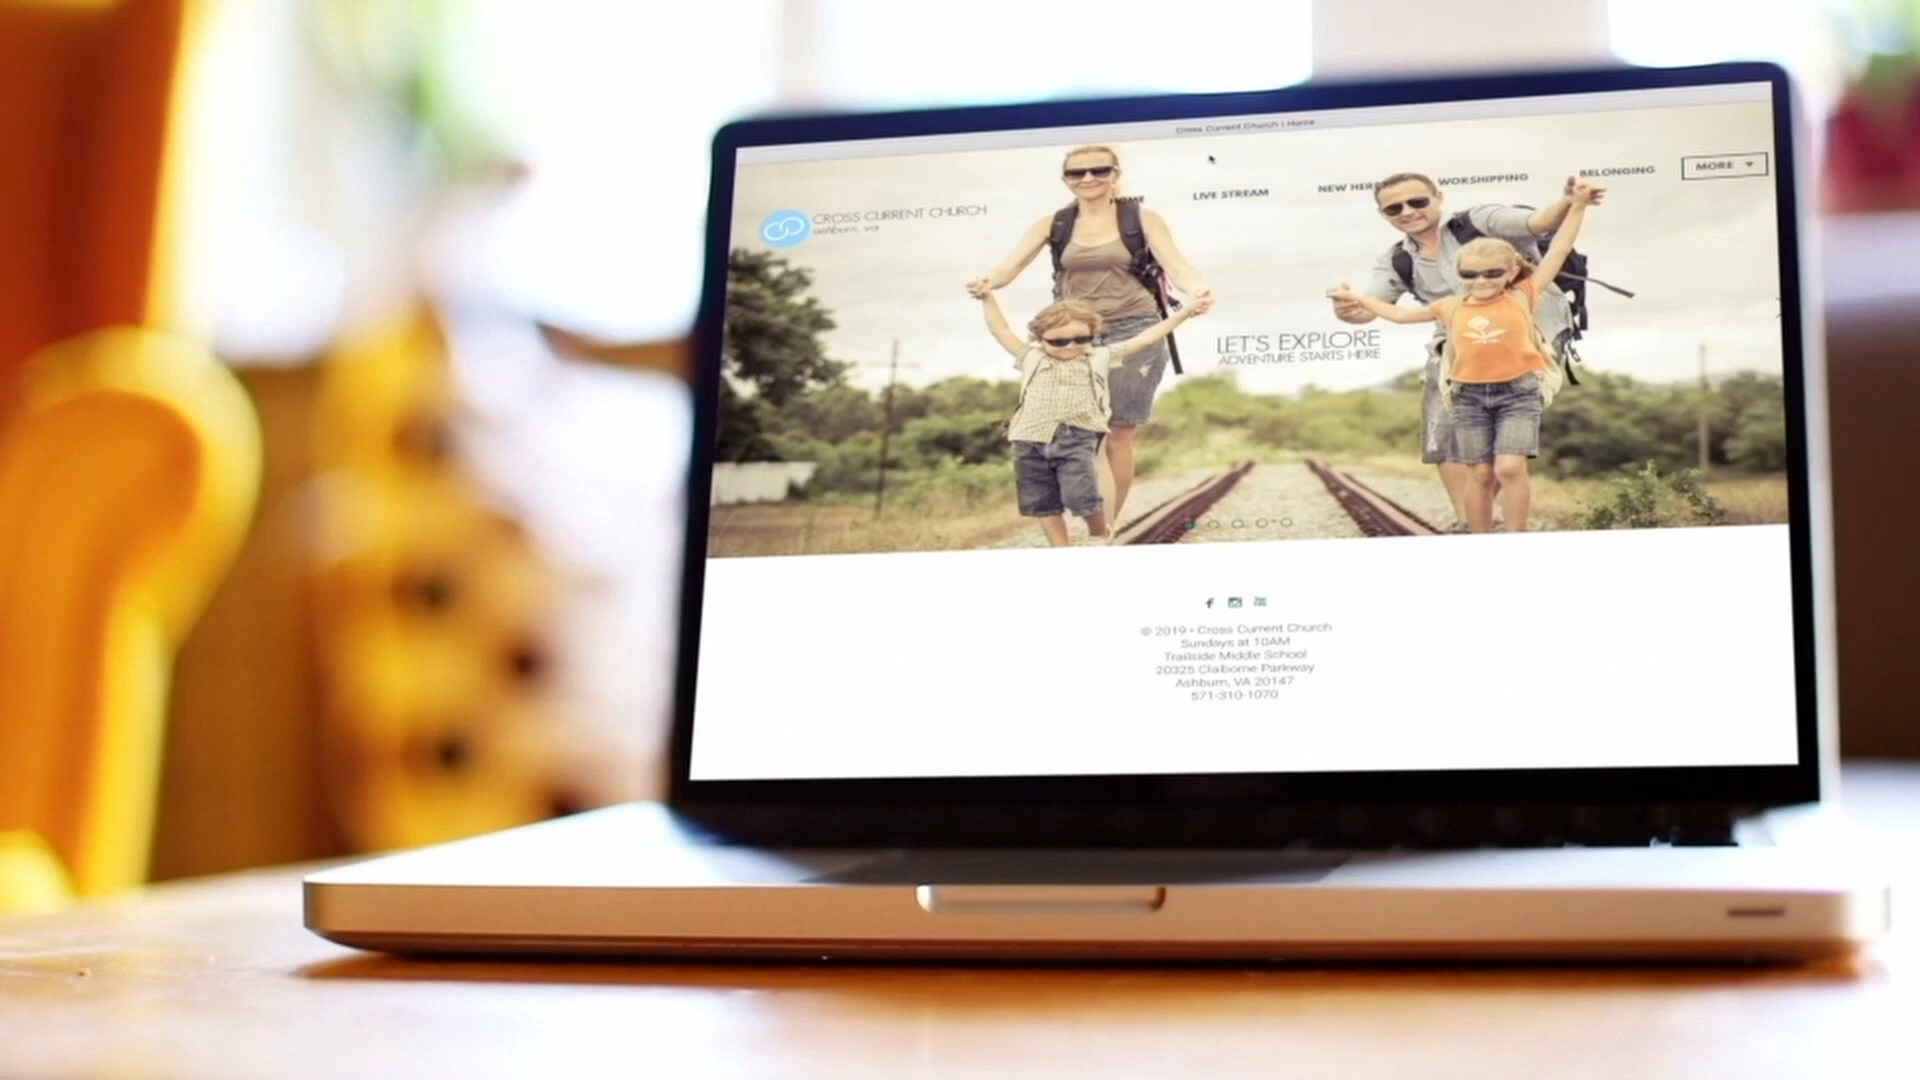 Cross Current Church | Home
HOME
LIVE STREAM
NEW HERE
WORSHIPPING
BELONGING
MORE
CROSS CURRENT CHURCH
ashburn, va
LET'S EXPLORE
ADVENTURE STARTS HERE
© 2019 • Cross Current Church
Sundays at 10AM
Trailside Middle School
20325 Claiborne Parkway
Ashburn, VA 20147
571-310-1070